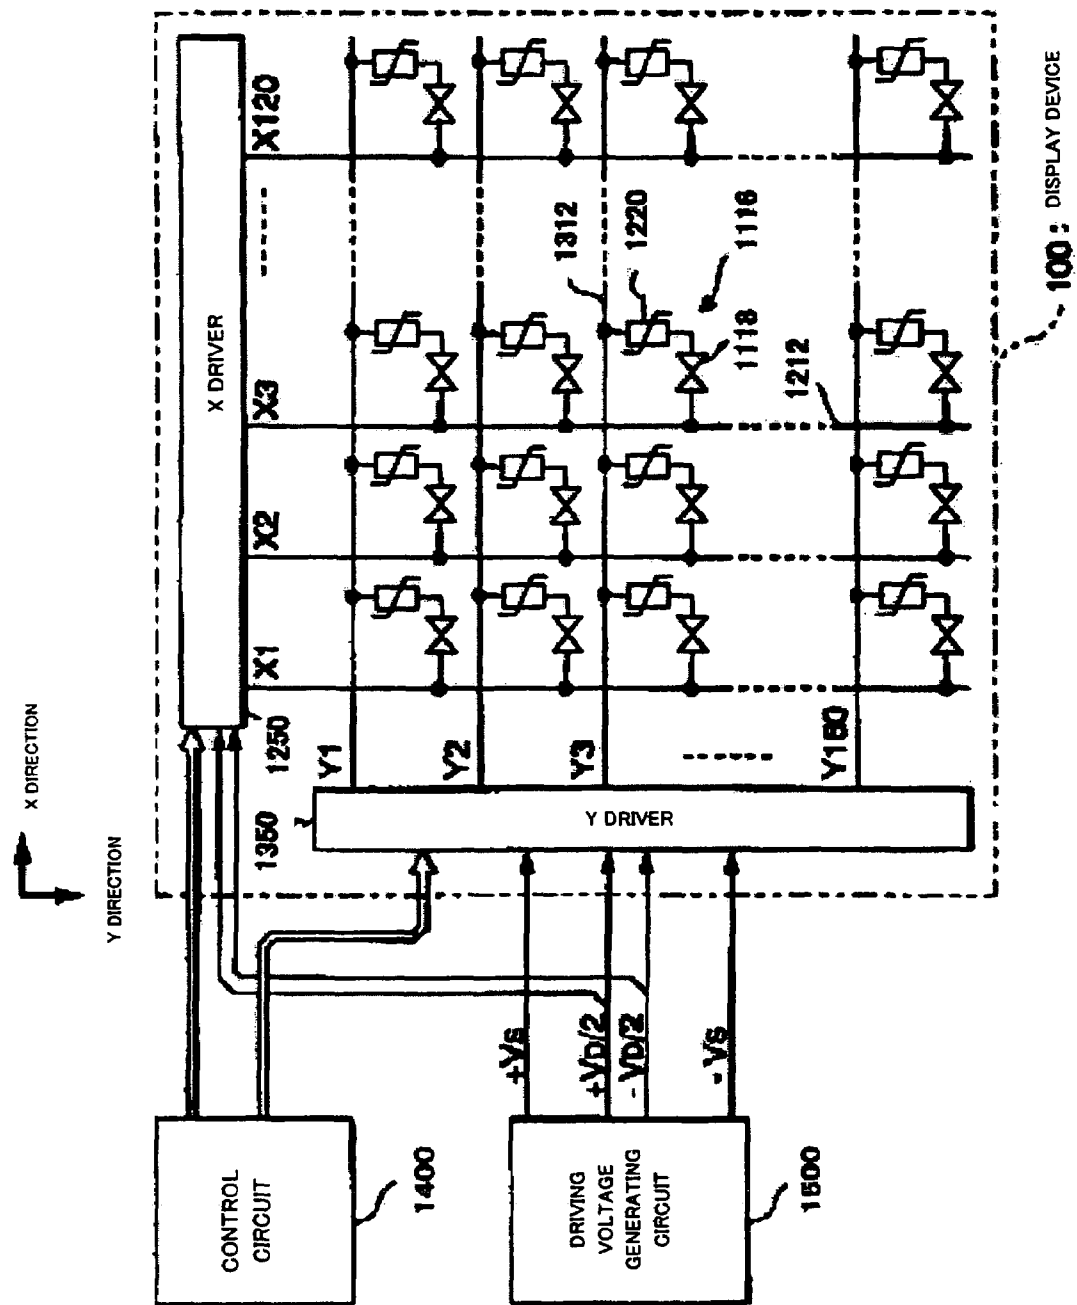 X DIRECTION
Y DIRECTION
X DRIVER
1250
X1
X2
X3
X120
Y1
Y2
Y3
Y160
1350
Y DRIVER
1312
1220
1116
1118
1212
100 : DISPLAY DEVICE
+VS
+VD/2
- VD/2
- VS
CONTROL
CIRCUIT
1400
DRIVING
VOLTAGE
GENERATING
CIRCUIT
1500